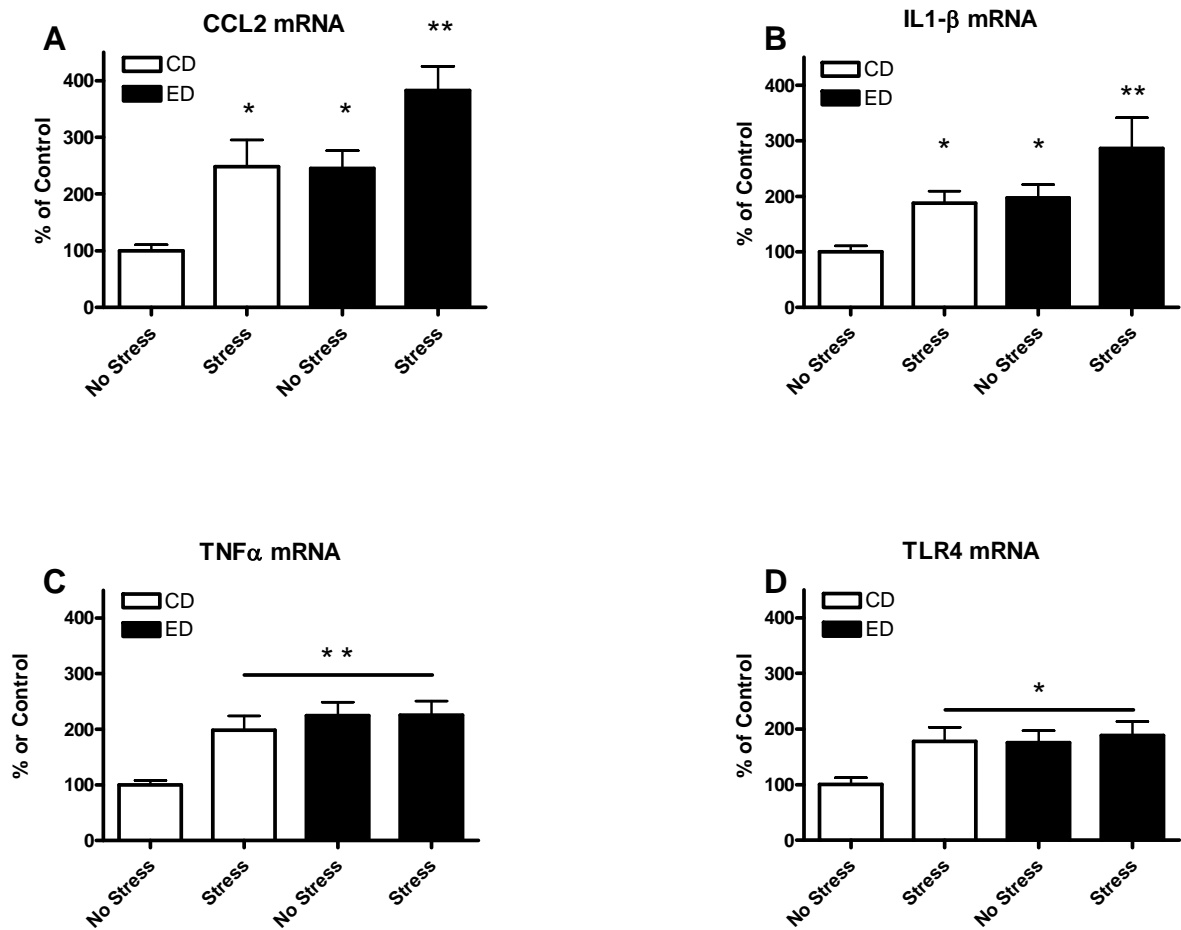 A
CCL2 mRNA
CD
ED
**
*
*
400
300
200
100
0
% of Control
No Stress
Stress
No Stress
Stress
B
IL1-β mRNA
CD
ED
**
*
*
400
300
200
100
0
% of Control
No Stress
Stress
No Stress
Stress
C
TNFα mRNA
CD
ED
* *
400
300
200
100
0
% or Control
No Stress
Stress
No Stress
Stress
D
TLR4 mRNA
CD
ED
*
400
300
200
100
0
% of Control
No Stress
Stress
No Stress
Stress